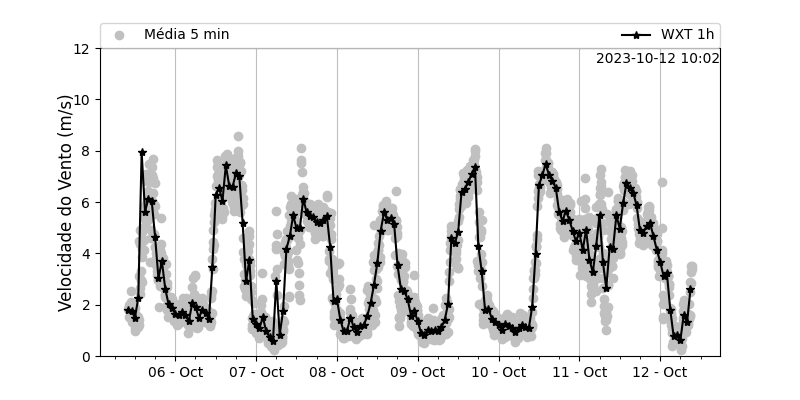 Média 5 min
WXT 1h
2023-10-12 10:02
Velocidade do Vento (m/s)
12
10
8
6
4
2
0
06 - Oct
07 - Oct
08 - Oct
09 - Oct
10 - Oct
11 - Oct
12 - Oct